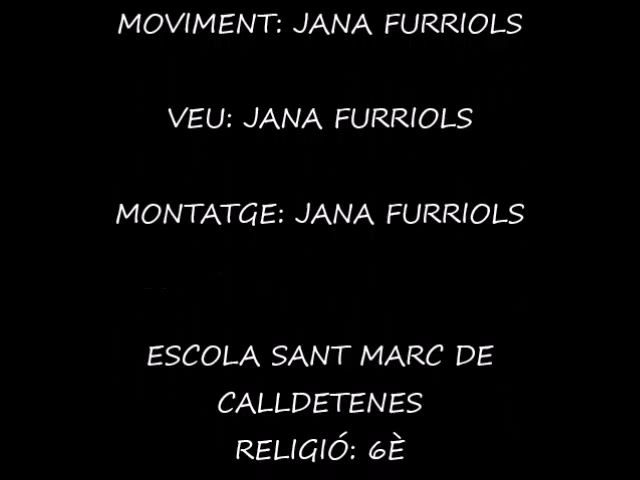 MOVIMENT: JANA FURRIOLS
VEU: JANA FURRIOLS
MONTATGE: JANA FURRIOLS
ESCOLA SANT MARC DE
CALLDETENES
RELIGIÓ: 6È